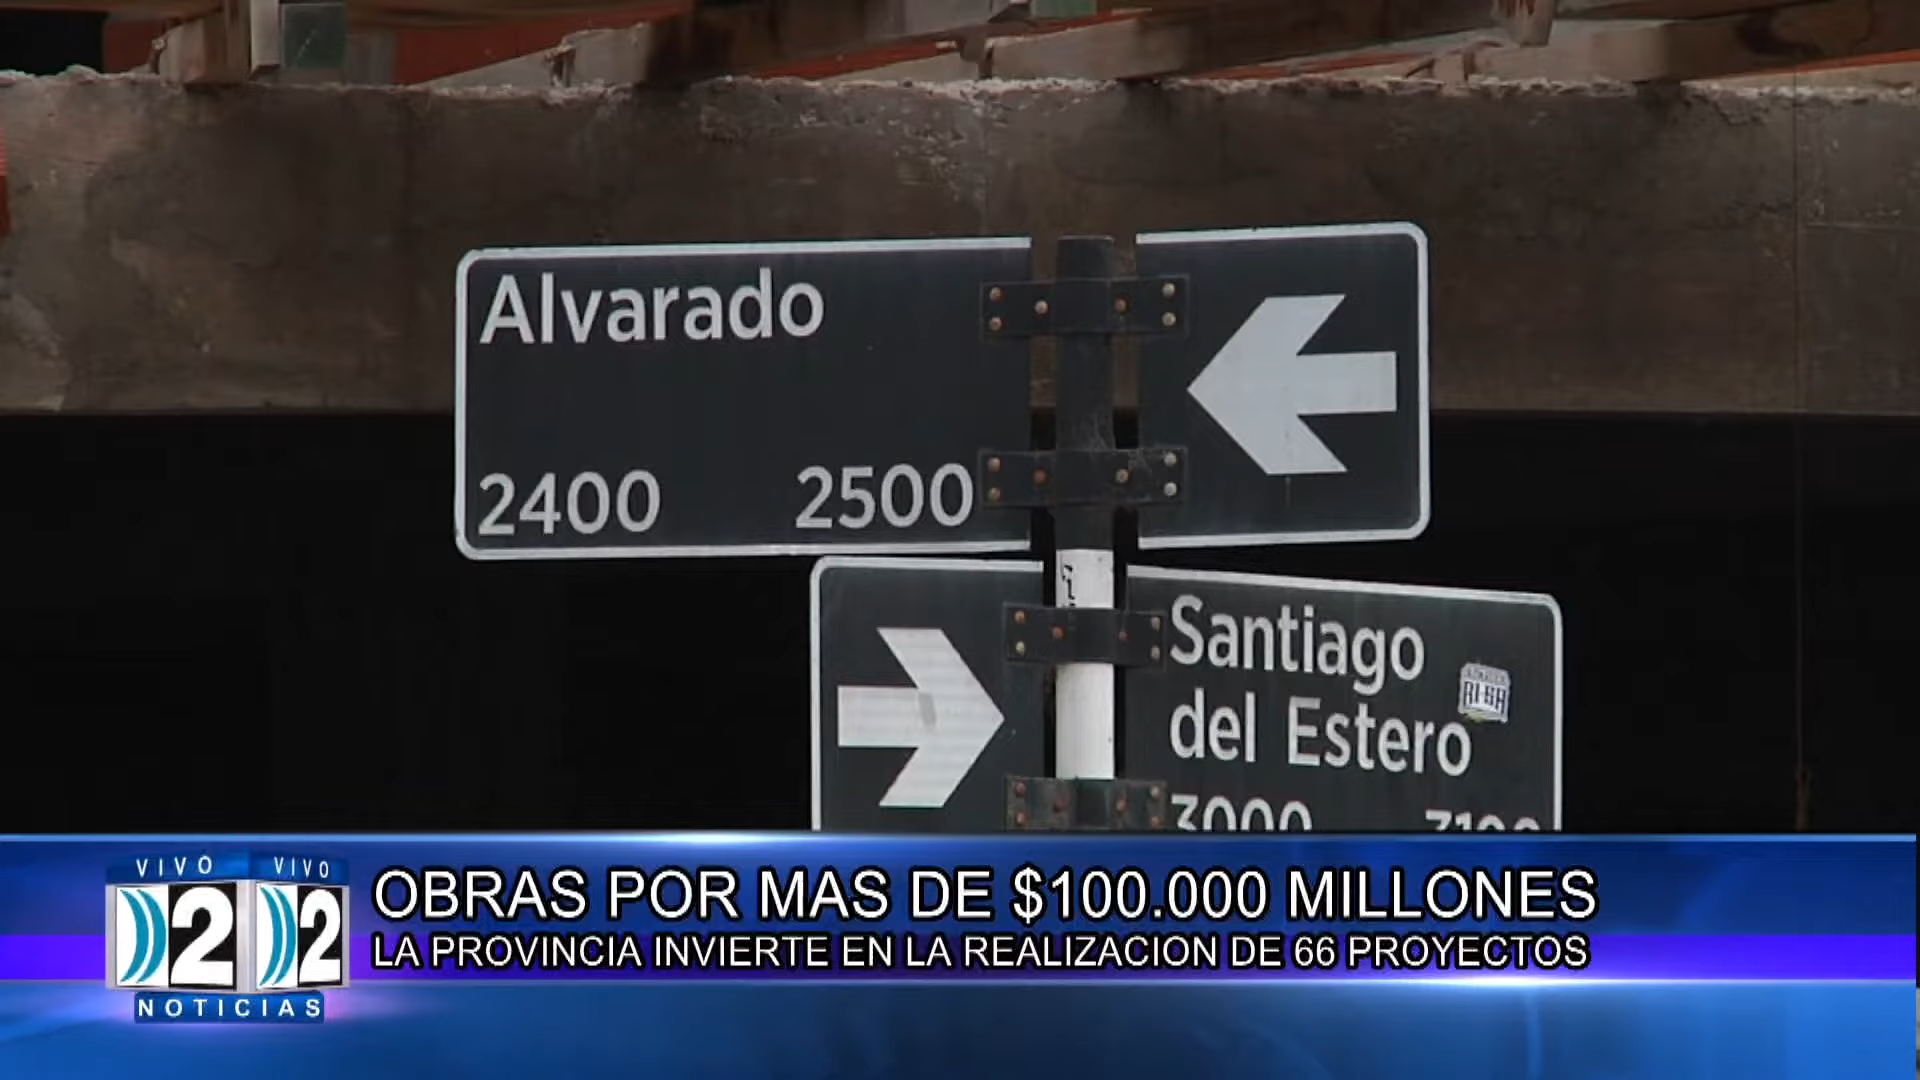 Alvarado
2400 2500
Santiago
del Estero
3000
VIVO VIVO
2 2
NOTICIAS
OBRAS POR MAS DE $100.000 MILLONES
LA PROVINCIA INVIERTE EN LA REALIZACION DE 66 PROYECTOS